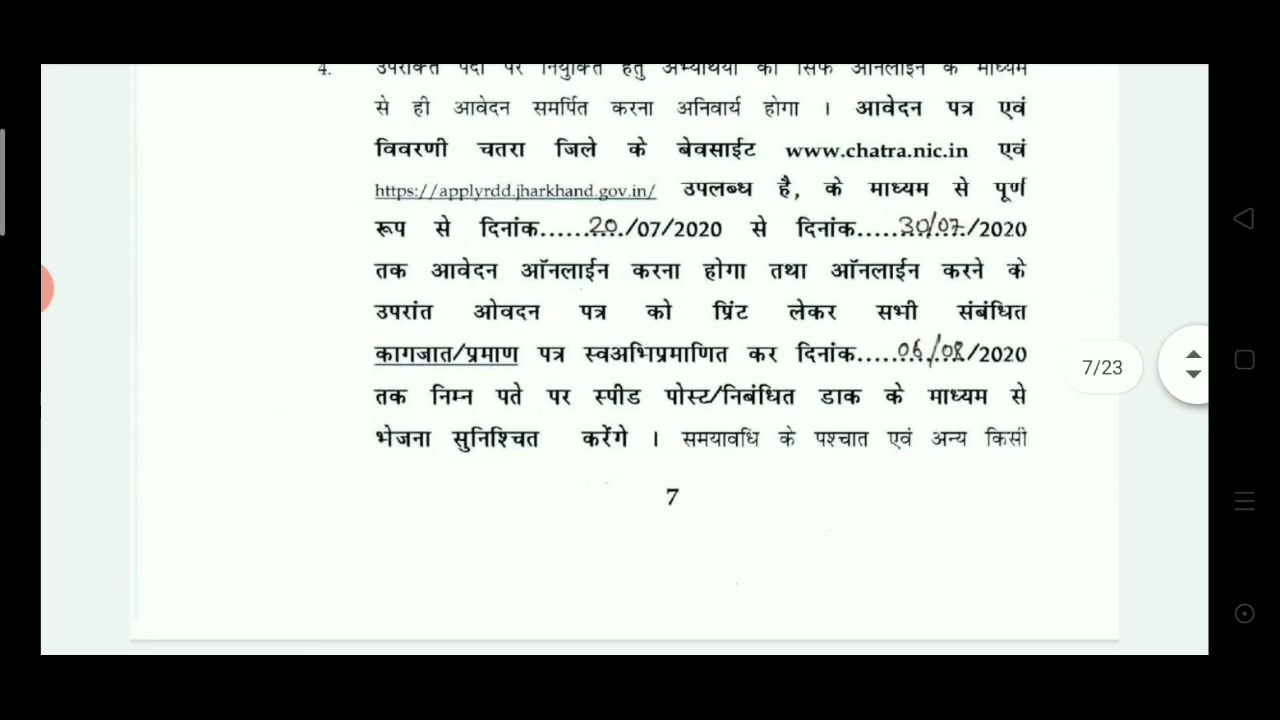 4. उपरोक्त पदों पर नियुक्ति हेतु अभ्यर्थियों को सिर्फ ऑनलाईन के माध्यम
से ही आवेदन समर्पित करना अनिवार्य होगा । आवेदन पत्र एवं
विवरणी चतरा जिले के बेवसाईट www.chatra.nic.in एवं
https://applyrdd.jharkhand.gov.in/ उपलब्ध है, के माध्यम से पूर्ण
रूप से दिनांक......20.../07/2020 से दिनांक.....30/07./2020
तक आवेदन ऑनलाईन करना होगा तथा ऑनलाईन करने के
उपरांत ओवदन पत्र को प्रिंट लेकर सभी संबंधित
कागजात/प्रमाण पत्र स्वअभिप्रमाणित कर दिनांक.....06/08/2020
तक निम्न पते पर स्पीड पोस्ट/निबंधित डाक के माध्यम से
भेजना सुनिश्चित करेंगे । समयावधि के पश्चात एवं अन्य किसी
7
7/23